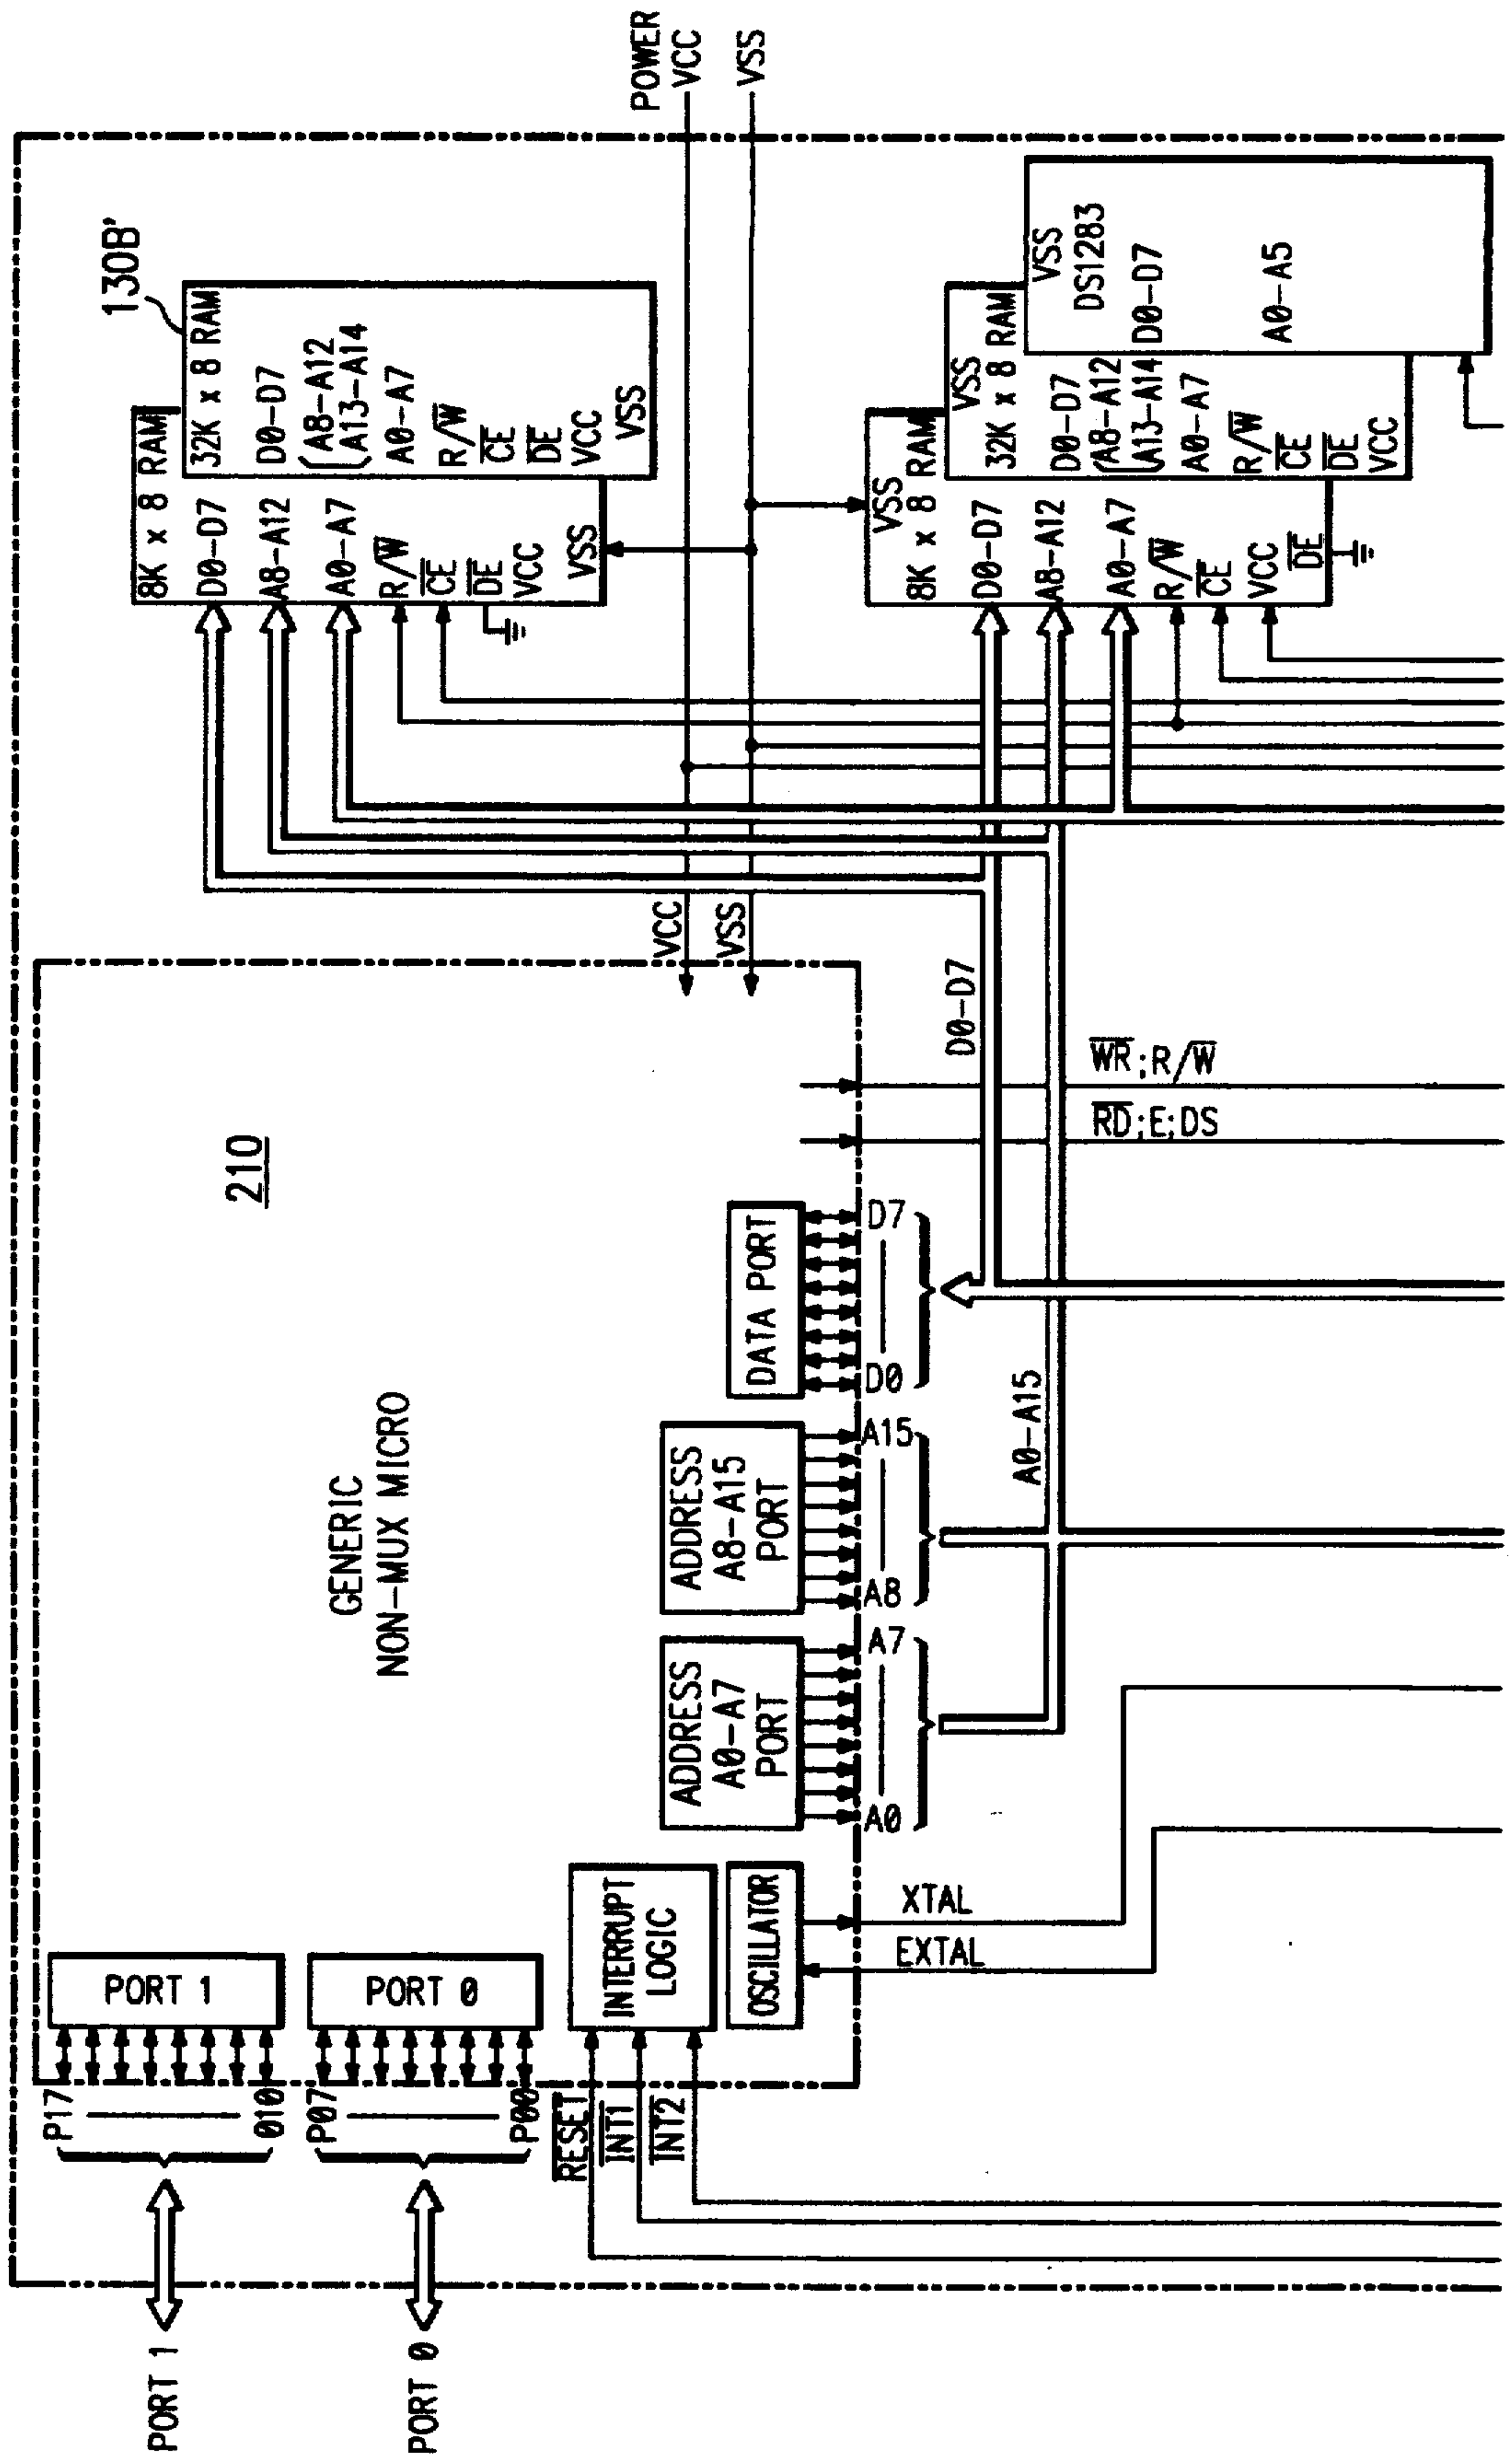 PORT 1
PORT 0
P17
010
P07
P00
PORT 1
PORT 0
RESET
INT1
INT2
INTERRUPT
LOGIC
OSCILLATOR
XTAL
EXTAL
GENERIC
NON-MUX MICRO
210
ADDRESS
A0-A7
PORT
A0
A7
ADDRESS
A8-A15
PORT
A8
A15
DATA PORT
D0
D7
A0-A15
D0-D7
WR;R/W
RD;E;DS
VCC
VSS
130B'
8K x 8 RAM
D0-D7
A8-A12
A0-A7
R/W
CE
DE
VCC
VSS
32K x 8 RAM
D0-D7
(A8-A12
A13-A14
A0-A7
R/W
CE
DE
VCC
VSS
POWER
VCC
VSS
VSS
8K x 8 RAM
D0-D7
A8-A12
A0-A7
R/W
CE
VCC
DE
VSS
32K x 8 RAM
D0-D7
(A8-A12
A13-A14
A0-A7
R/W
CE
DE
VCC
VSS
DS1283
D0-D7
A0-A5